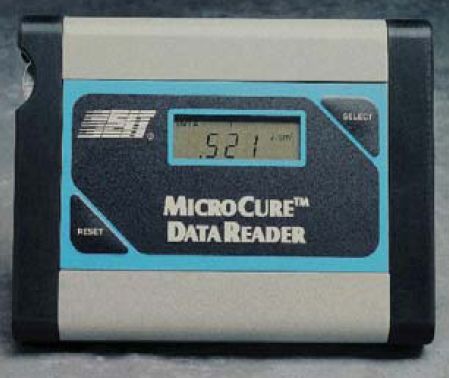 EIT®
SELECT
.521
RESET
MICROCURE™
DATA READER